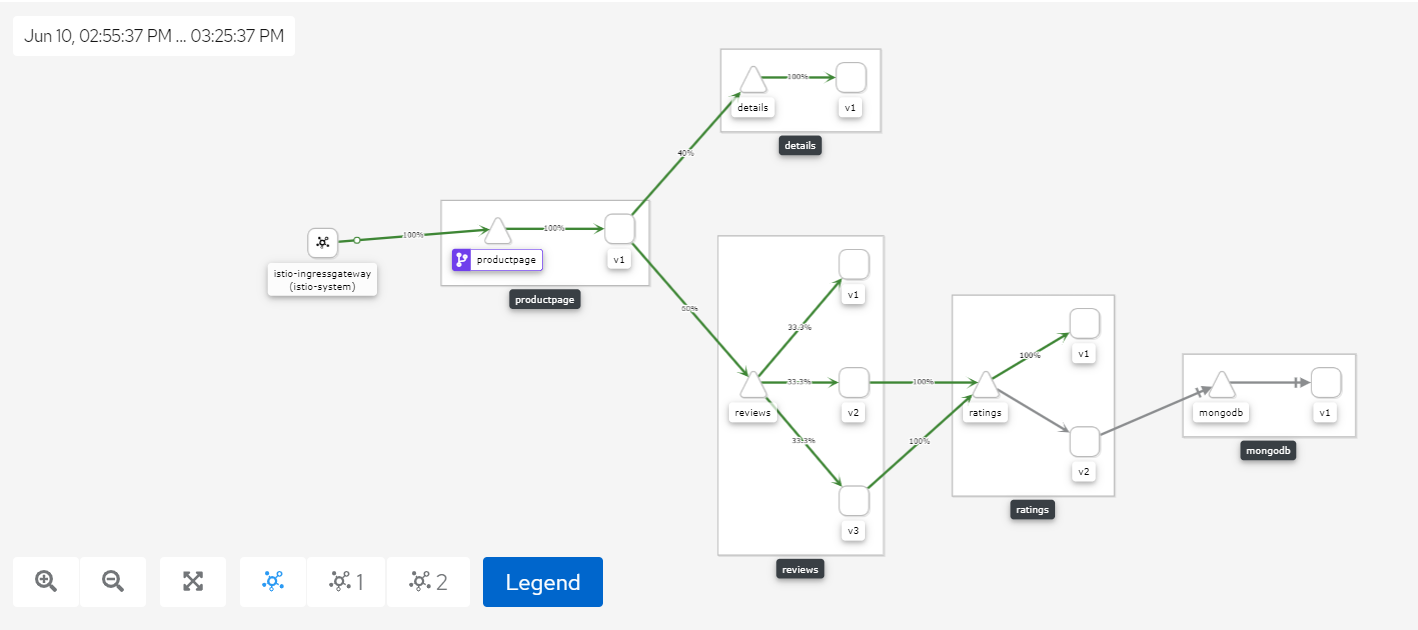 Jun 10, 02:55:37 PM ... 03:25:37 PM
100%
details
v1
details
40%
100%
100%
istio-ingressgateway
(istio-system)
productpage
v1
productpage
60%
v1
33.3%
reviews
33.3%
v2
33.3%
v3
reviews
100%
100%
ratings
100%
v1
v2
ratings
mongodb
v1
mongodb
1
2
Legend